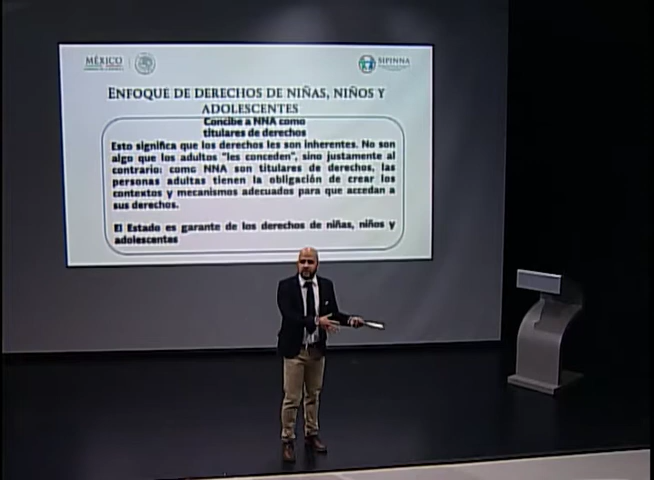 MÉXICO
SIPINNA
ENFOQUE DE DERECHOS DE NIÑAS, NIÑOS Y
ADOLESCENTES
Concibe a NNA como
titulares de derechos
Esto significa que los derechos les son inherentes. No son
algo que los adultos "les conceden", sino justamente al
contrario: como NNA son titulares de derechos, las
personas adultas tienen la obligación de crear los
contextos y mecanismos adecuados para que accedan a
sus derechos.
El Estado es garante de los derechos de niñas, niños y
adolescentes